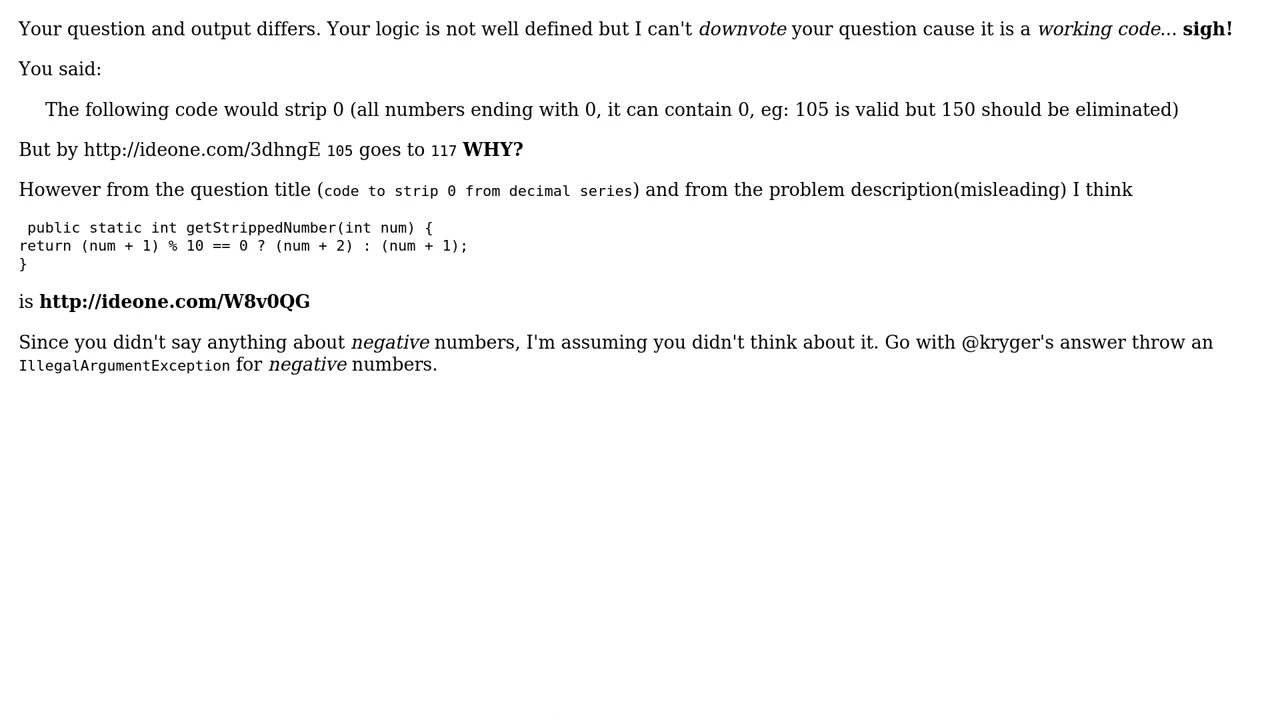 Your question and output differs. Your logic is not well defined but I can't downvote your question cause it is a working code... sigh!
You said:
The following code would strip 0 (all numbers ending with 0, it can contain 0, eg: 105 is valid but 150 should be eliminated)
But by http://ideone.com/3dhngE 105 goes to 117 WHY?
However from the question title (code to strip 0 from decimal series) and from the problem description(misleading) I think
public static int getStrippedNumber(int num) {
return (num + 1) % 10 == 0 ? (num + 2) : (num + 1);
}
is http://ideone.com/W8v0QG
Since you didn't say anything about negative numbers, I'm assuming you didn't think about it. Go with @kryger's answer throw an
IllegalArgumentException for negative numbers.